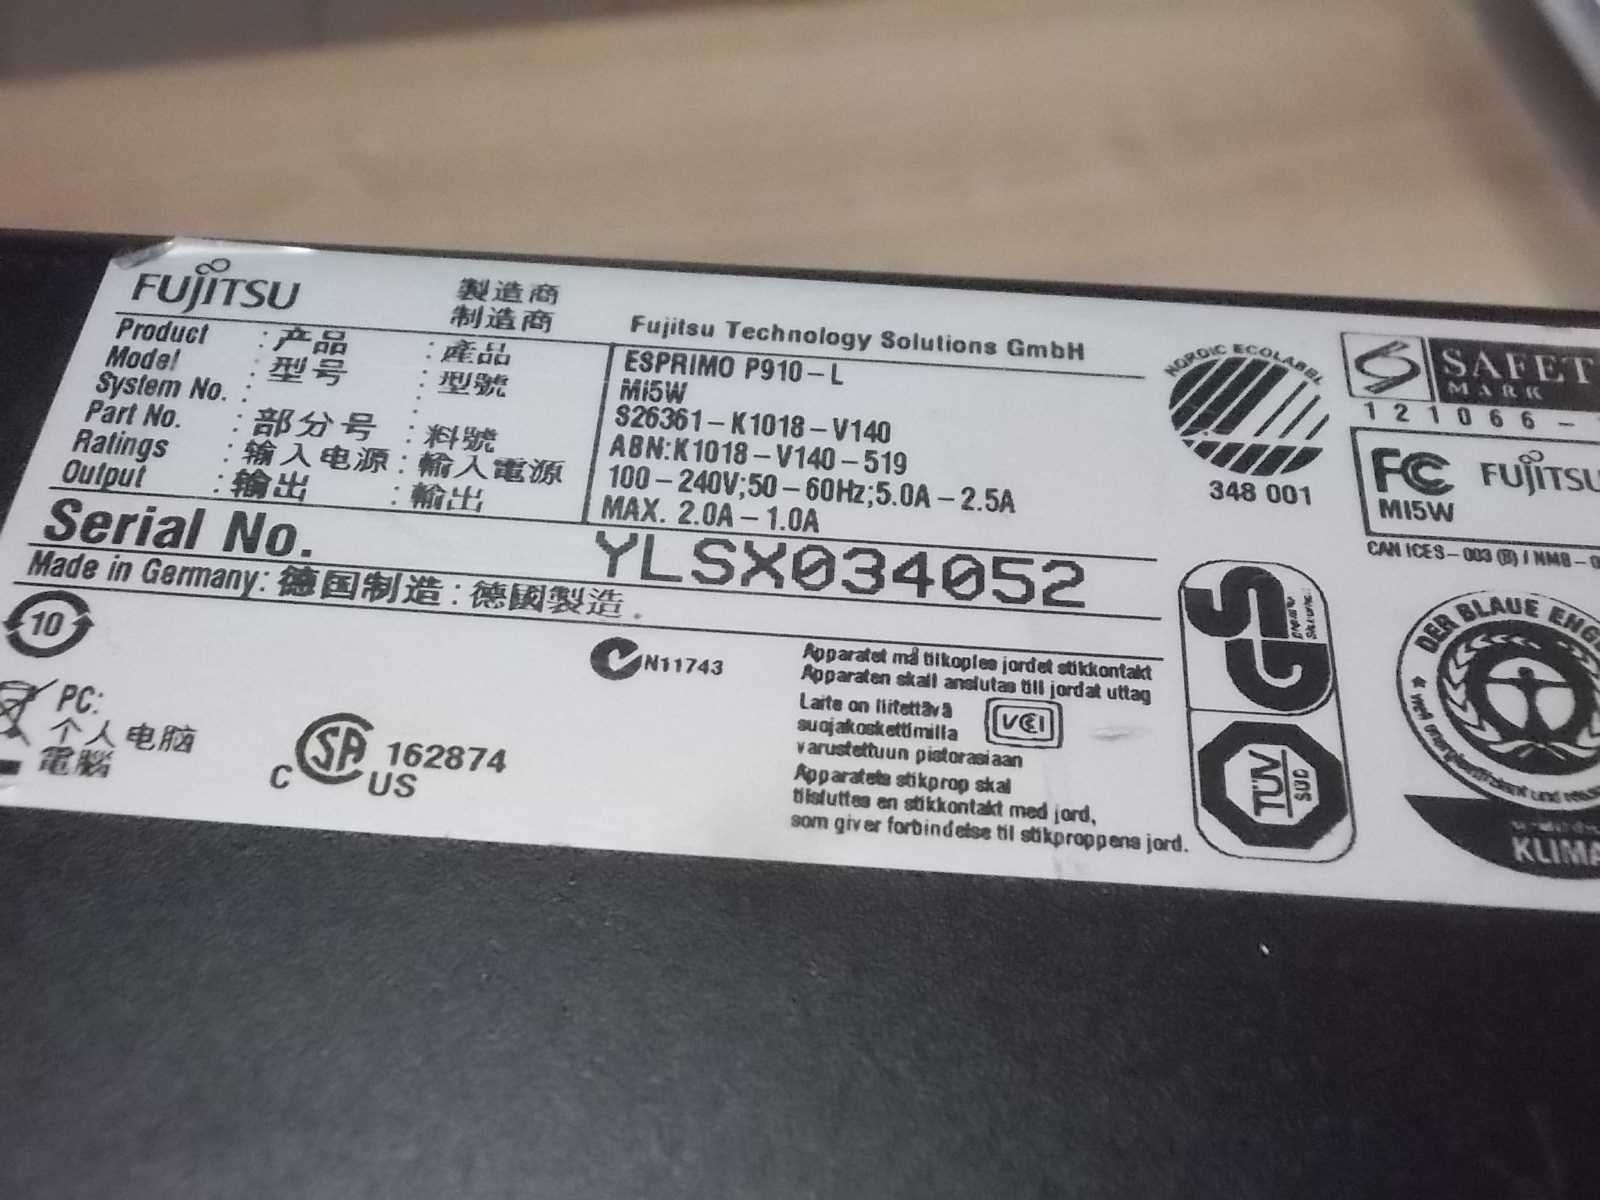 FUJITSU 製造商
制造商 Fujitsu Technology Solutions GmbH
Product : 产品 : 產品 ESPRIMO P910-L
Model : 型号 : 型號 MI5W
System No. : S26361-K1018-V140
Part No. : 部分号 : 料號 ABN:K1018-V140-519
Ratings : 输入电源 : 輸入電源 100-240V;50-60Hz;5.0A-2.5A
Output : 输出 : 輸出 MAX. 2.0A-1.0A
Serial No. YLSX034052
Made in Germany: 德国制造 : 德國製造.
10
PC:
个人电脑
電腦
C SA US 162874
N11743
Apparatet må tilkoples jordet stikkontakt
Apparaten skall anslutas till jordat uttag
Laite on liitettävä
suojakoskettimilla
varustettuun pistorasiaan
Apparatets stikprop skal
tilsluttes en stikkontakt med jord,
som giver forbindelse til stikproppens jord.
VCI
NORDIC ECOLABEL
348 001
SAFET
MARK
121066-
FC FUJITSU
MI5W
CAN ICES-003 (B) / NMB-0
GS
TÜV
SÜD
DER BLAUE ENG
KLIMA